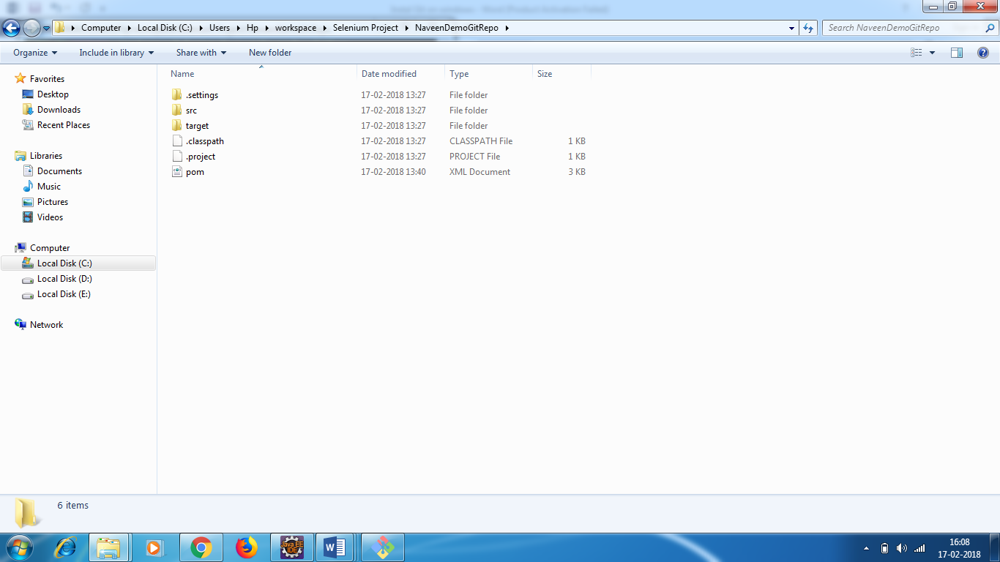 Computer Local Disk (C:) Users Hp workspace Selenium Project NaveenDemoGitRepo Search NaveenDemoGitRepo
Organize Include in library Share with New folder
Name Date modified Type Size
Favorites
Desktop
Downloads
Recent Places
Libraries
Documents
Music
Pictures
Videos
Computer
Local Disk (C:)
Local Disk (D:)
Local Disk (E:)
Network
.settings 17-02-2018 13:27 File folder
src 17-02-2018 13:27 File folder
target 17-02-2018 13:27 File folder
.classpath 17-02-2018 13:27 CLASSPATH File 1 KB
.project 17-02-2018 13:27 PROJECT File 1 KB
pom 17-02-2018 13:40 XML Document 3 KB
6 items
Java EE
IDE
16:08
17-02-2018